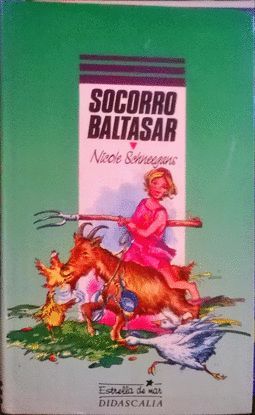 SOCORRO
BALTASAR
Nicole Schneegans
Estrella de mar
DIDASCALIA